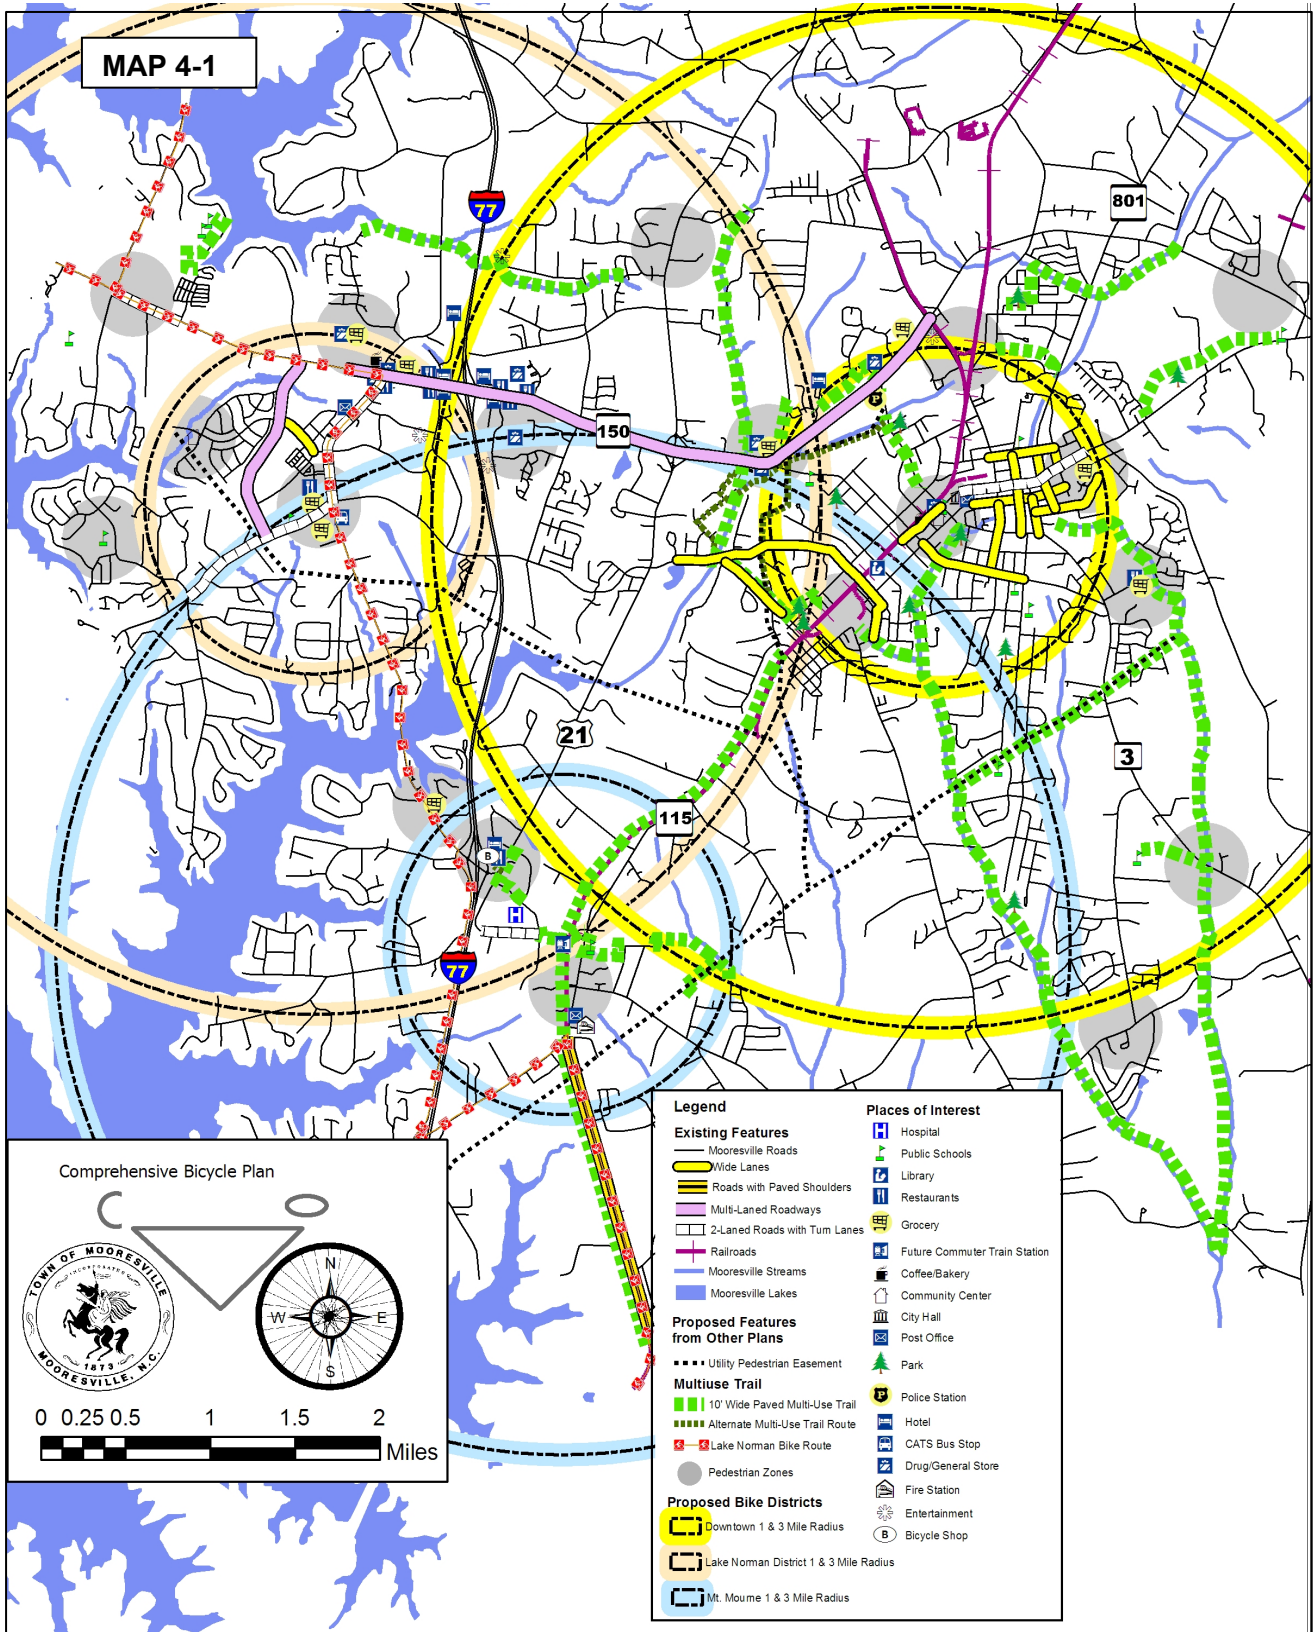 MAP 4-1
77
801
150
21
3
115
B
H
77
P
Comprehensive Bicycle Plan
TOWN OF MOORESVILLE
INCORPORATED
1873
MOORESVILLE, N.C.
N
W
E
S
0 0.25 0.5 1 1.5 2
Miles
Legend
Existing Features
Mooresville Roads
Wide Lanes
Roads with Paved Shoulders
Multi-Laned Roadways
2-Laned Roads with Turn Lanes
Railroads
Mooresville Streams
Mooresville Lakes
Proposed Features
from Other Plans
Utility Pedestrian Easement
Multiuse Trail
10' Wide Paved Multi-Use Trail
Alternate Multi-Use Trail Route
Lake Norman Bike Route
Pedestrian Zones
Proposed Bike Districts
Downtown 1 & 3 Mile Radius
Lake Norman District 1 & 3 Mile Radius
Mt. Mourne 1 & 3 Mile Radius
Places of Interest
H Hospital
Public Schools
Library
Restaurants
Grocery
Future Commuter Train Station
Coffee/Bakery
Community Center
City Hall
Post Office
Park
P Police Station
Hotel
CATS Bus Stop
Drug/General Store
Fire Station
Entertainment
B Bicycle Shop